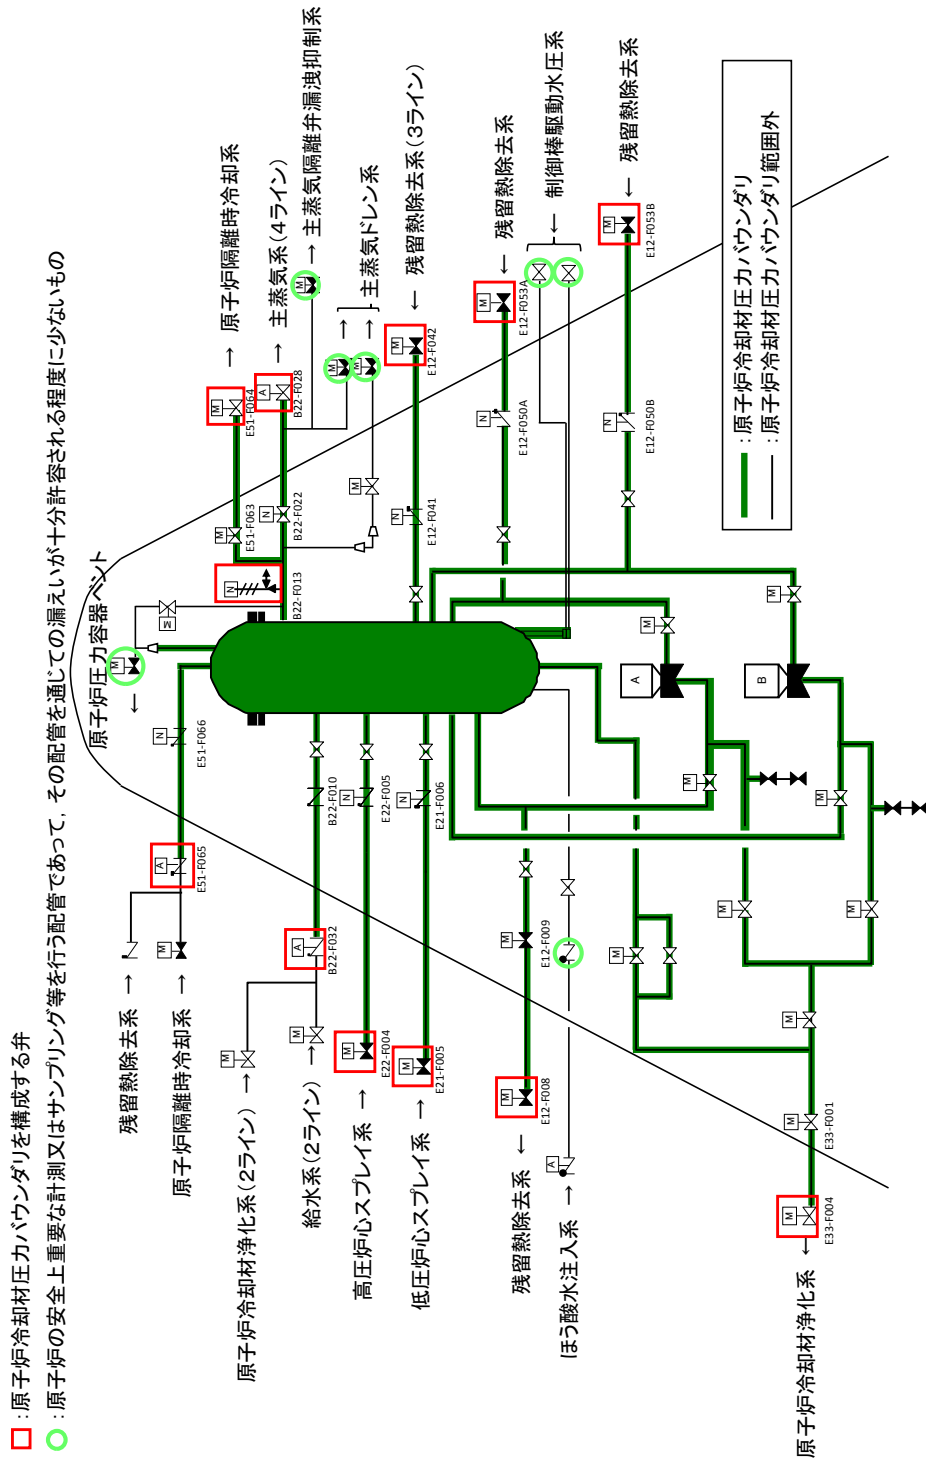 □:原子炉冷却材圧力バウンダリを構成する弁
○:原子炉の安全上重要な計測又はサンプリング等を行う配管であって,その配管を通じての漏えいが十分許容される程度に少ないもの
原子炉圧力容器ベント
M
M
←
原子炉隔離時冷却系
→
M
E51-F064
M
E51-F063
主蒸気系(4ライン)
→
A
B22-F028
N
B22-F022
N
B22-F013
主蒸気隔離弁漏洩抑制系
→
M
主蒸気ドレン系
→
→
M
M
M
残留熱除去系(3ライン)
←
M
E12-F042
N
E12-F041
残留熱除去系
←
M
E12-F053A
N
E12-F050A
制御棒駆動水圧系
←
残留熱除去系
←
M
E12-F053B
N
E12-F050B
:原子炉冷却材圧力バウンダリ
:原子炉冷却材圧力バウンダリ範囲外
N
E51-F066
A
E51-F065
残留熱除去系
→
M
原子炉隔離時冷却系
→
B22-F010
A
B22-F032
M
原子炉冷却材浄化系(2ライン)
→
M
給水系(2ライン)
→
N
E22-F005
M
E22-F004
高圧炉心スプレイ系
→
N
E21-F006
M
E21-F005
低圧炉心スプレイ系
→
M
E12-F009
M
E12-F008
残留熱除去系
←
A
ほう酸水注入系
→
M
A
M
M
B
M
M
M
M
M
M
E33-F001
M
E33-F004
原子炉冷却材浄化系
←